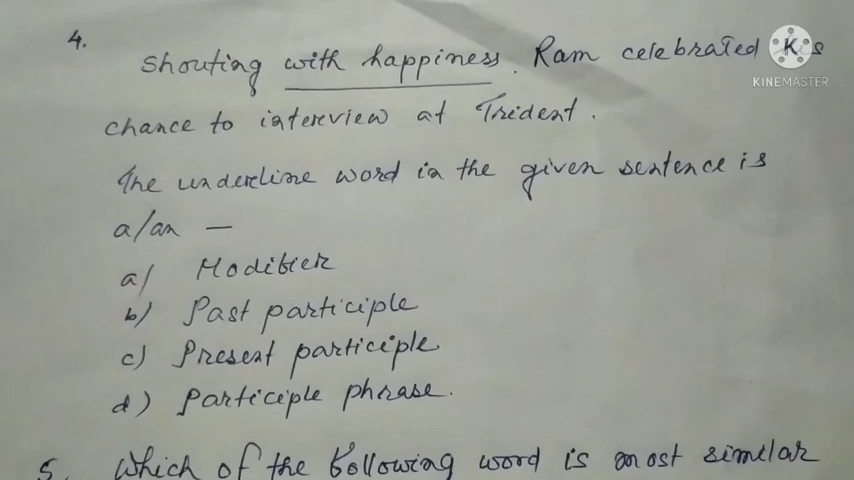 4.
Shouting with happiness. Ram celebrated
K
KINEMASTER
chance to interview at Trident.
The underline word in the given sentence is
a/an —
a) Modifier
b) Past participle
c) Present participle
d) Participle phrase.
5. Which of the following word is most similar